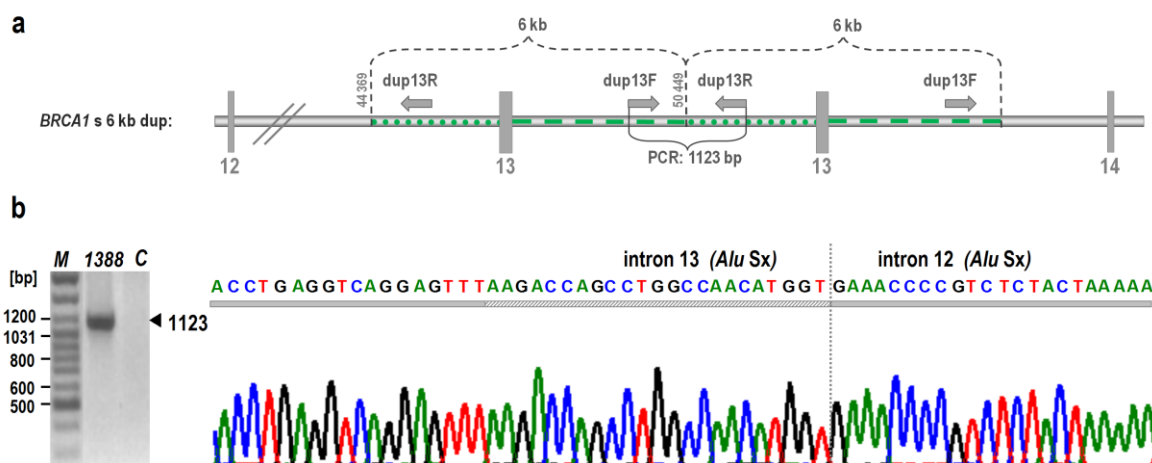 a
6 kb 6 kb
44 369 dup13R dup13F 50 449 dup13R dup13F
BRCA1 s 6 kb dup:
PCR: 1123 bp
12 13 13 14
b
M 1388 C
[bp]
intron 13 (Alu Sx) intron 12 (Alu Sx)
ACCTGAGGTCAGGAGTTTAAGACCAGCCTGGCCAACATGGTGAAACCCCGTCTCTACTAAAAA
1200
1123
1031
800
600
500